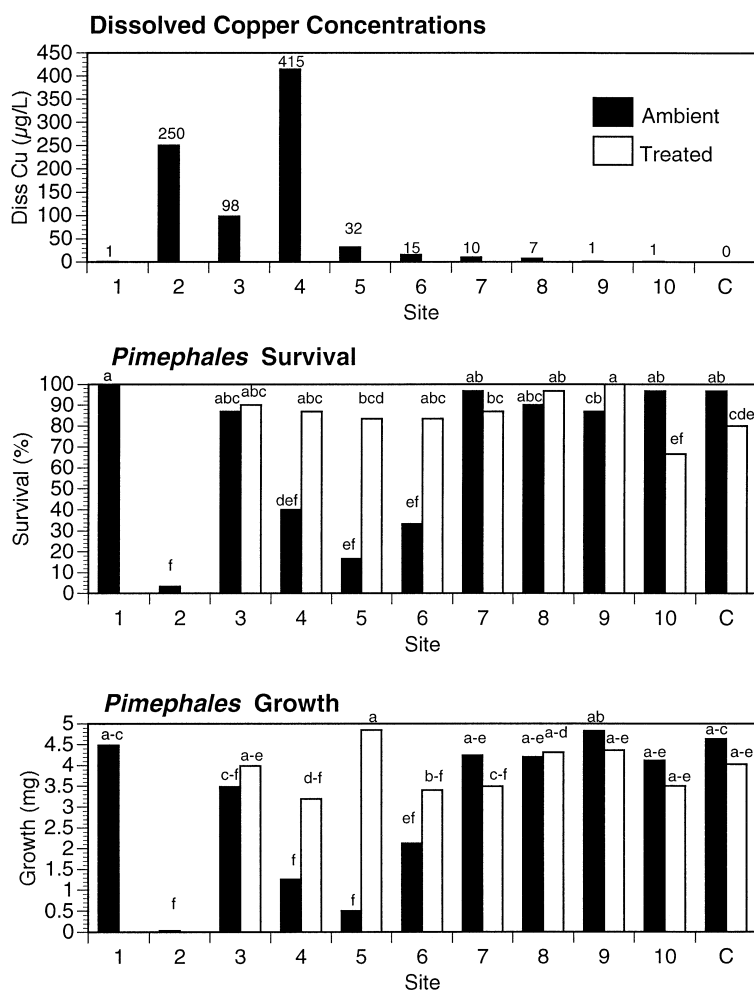 Dissolved Copper Concentrations
450
400
350
300
250
200
150
100
50
0
Diss Cu (µg/L)
1 250 98 415 32 15 10 7 1 1 0
Ambient
Treated
1 2 3 4 5 6 7 8 9 10 C
Site
Pimephales Survival
100
90
80
70
60
50
40
30
20
10
0
Survival (%)
a f abc abc def abc ef bcd ef abc ab bc abc ab cb a ab ef ab cde
1 2 3 4 5 6 7 8 9 10 C
Site
Pimephales Growth
5
4.5
4
3.5
3
2.5
2
1.5
1
0.5
0
Growth (mg)
a-c f c-f a-e f d-f f a ef b-f a-e c-f a-e a-d ab a-e a-e a-e a-c a-e
1 2 3 4 5 6 7 8 9 10 C
Site